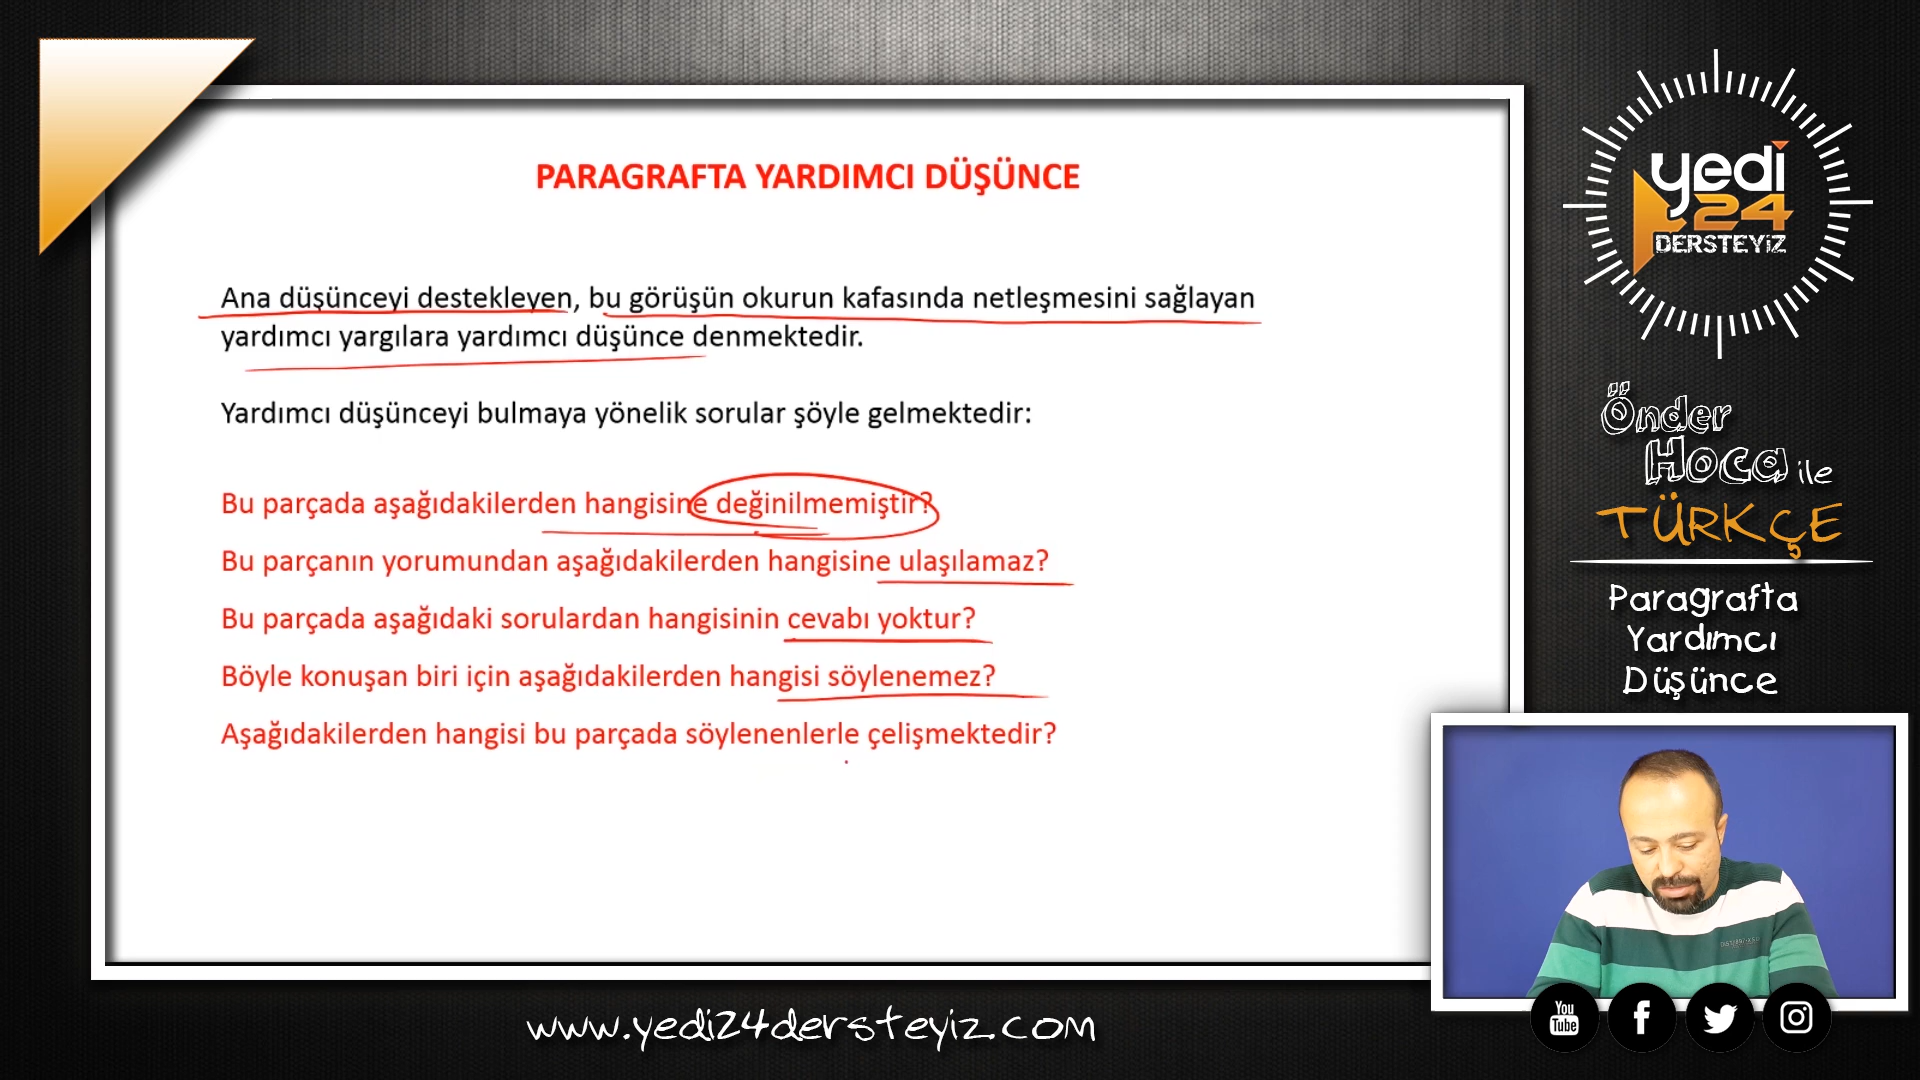 PARAGRAFTA YARDIMCI DÜŞÜNCE
Ana düşünceyi destekleyen, bu görüşün okurun kafasında netleşmesini sağlayan
yardımcı yargılara yardımcı düşünce denmektedir.
Yardımcı düşünceyi bulmaya yönelik sorular şöyle gelmektedir:
Bu parçada aşağıdakilerden hangisine değinilmemiştir?
Bu parçanın yorumundan aşağıdakilerden hangisine ulaşılamaz?
Bu parçada aşağıdaki sorulardan hangisinin cevabı yoktur?
Böyle konuşan biri için aşağıdakilerden hangisi söylenemez?
Aşağıdakilerden hangisi bu parçada söylenenlerle çelişmektedir?
yedi
24
DERSTEYİZ
Önder
Hoca ile
TÜRKÇE
Paragrafta
Yardımcı
Düşünce
You
Tube
www.yedi24dersteyiz.com